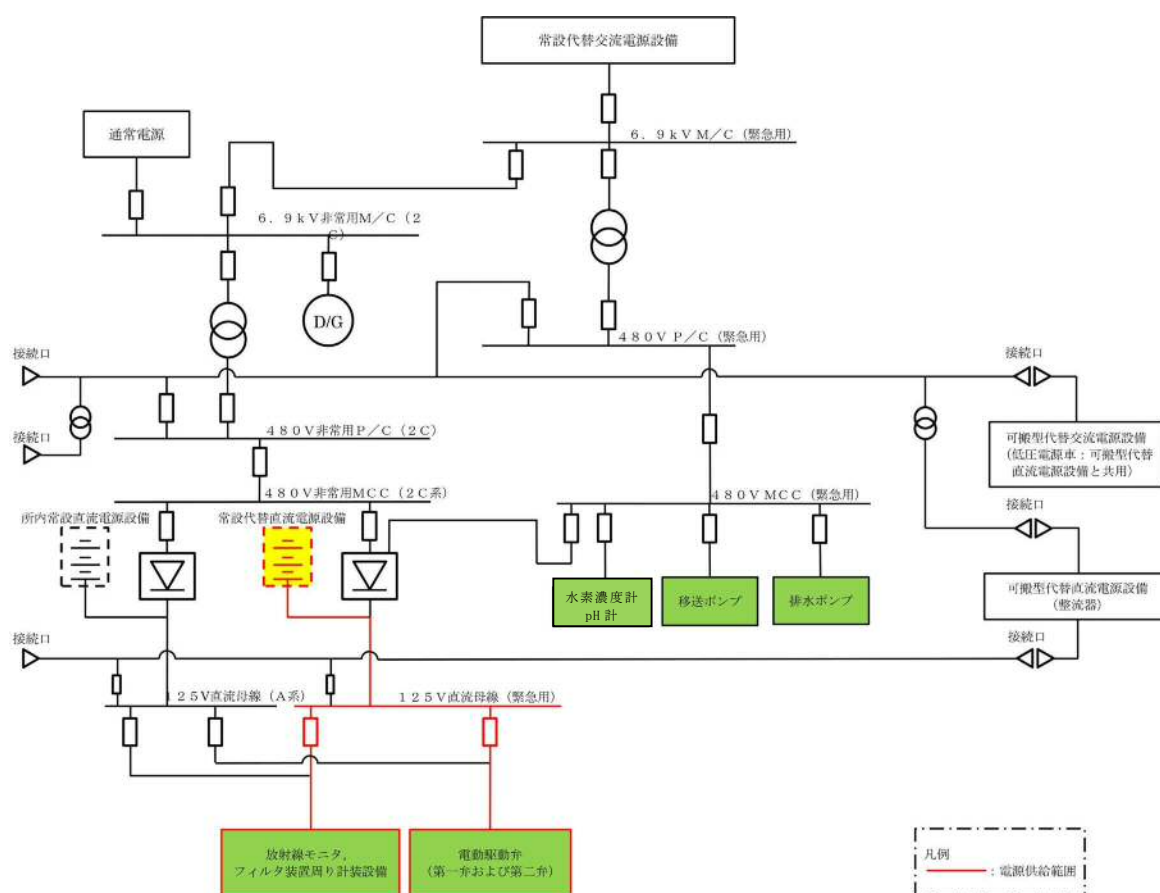 常設代替交流電源設備
通常電源
6.9kV M/C (緊急用)
6.9kV非常用M/C (2
C)
D/G
480V P/C (緊急用)
接続口
接続口
接続口
480V非常用P/C (2C)
可搬型代替交流電源設備
(低圧電源車:可搬型代替
直流電源設備と共用)
480V非常用MCC (2C系)
480V MCC (緊急用)
接続口
所内常設直流電源設備
常設代替直流電源設備
水素濃度計
pH計
移送ポンプ
排水ポンプ
可搬型代替直流電源設備
(整流器)
接続口
接続口
125V直流母線 (A系)
125V直流母線 (緊急用)
放射線モニタ,
フィルタ装置周り計装設備
電動駆動弁
(第一弁および第二弁)
凡例
:電源供給範囲